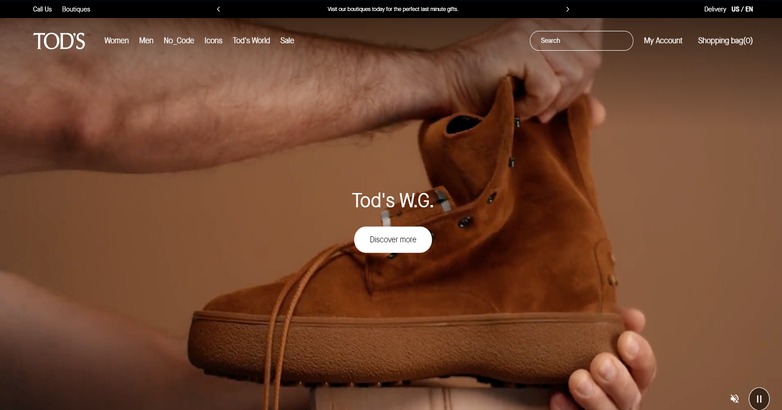 Call Us Boutiques
Visit our boutiques today for the perfect last minute gifts.
Delivery US / EN
TOD'S
Women Men No_Code Icons Tod's World Sale
Search
My Account Shopping bag(0)
Tod's W.G.
Discover more